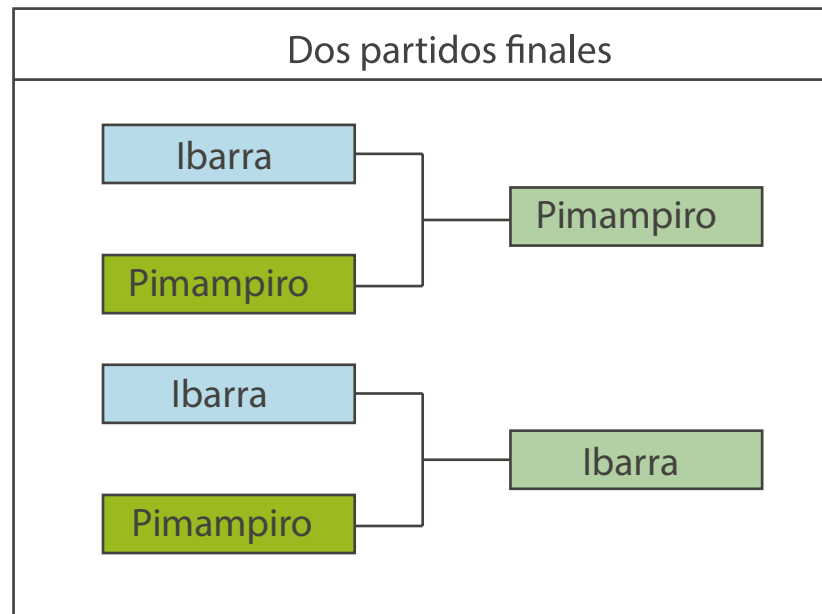 Dos partidos finales
Ibarra
Pimampiro
Pimampiro
Ibarra
Pimampiro
Ibarra